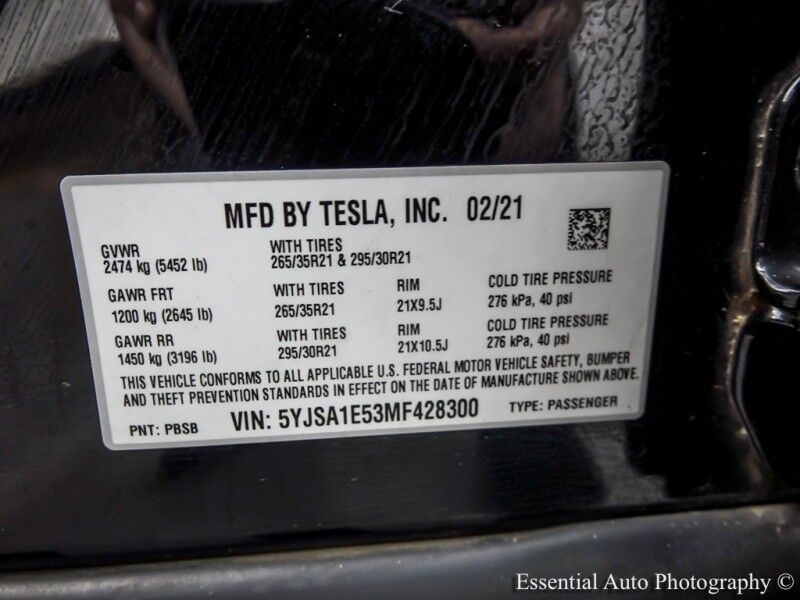 MFD BY TESLA, INC. 02/21
GVWR WITH TIRES
2474 kg (5452 lb) 265/35R21 & 295/30R21
GAWR FRT WITH TIRES RIM COLD TIRE PRESSURE
1200 kg (2645 lb) 265/35R21 21X9.5J 276 kPa, 40 psi
GAWR RR WITH TIRES RIM COLD TIRE PRESSURE
1450 kg (3196 lb) 295/30R21 21X10.5J 276 kPa, 40 psi
THIS VEHICLE CONFORMS TO ALL APPLICABLE U.S. FEDERAL MOTOR VEHICLE SAFETY, BUMPER
AND THEFT PREVENTION STANDARDS IN EFFECT ON THE DATE OF MANUFACTURE SHOWN ABOVE.
PNT: PBSB VIN: 5YJSA1E53MF428300 TYPE: PASSENGER
Essential Auto Photography ©